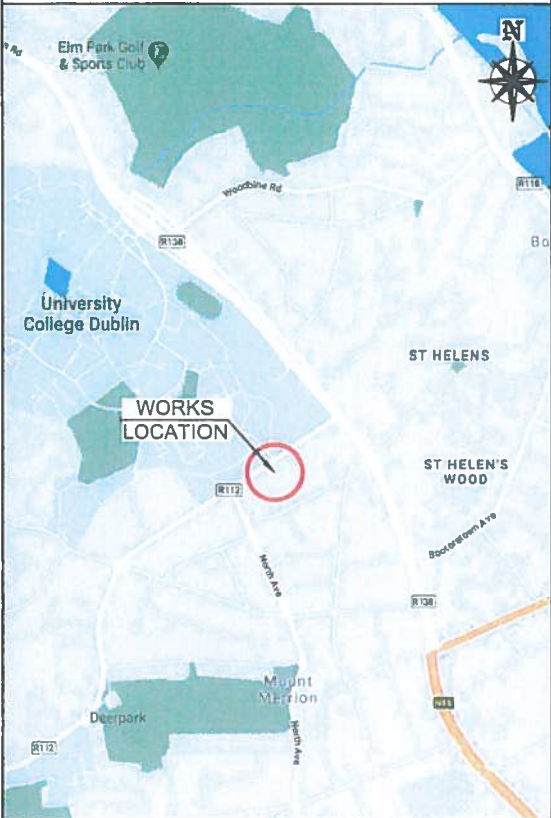 N
Elm Park Golf
& Sports Club
Woodbine Rd
R118
R138
University
College Dublin
ST HELENS
WORKS
LOCATION
ST HELEN'S
WOOD
R112
Booterstown Ave
North Ave
R138
Mount
Merrion
Deerpark
N31
North Ave
R112